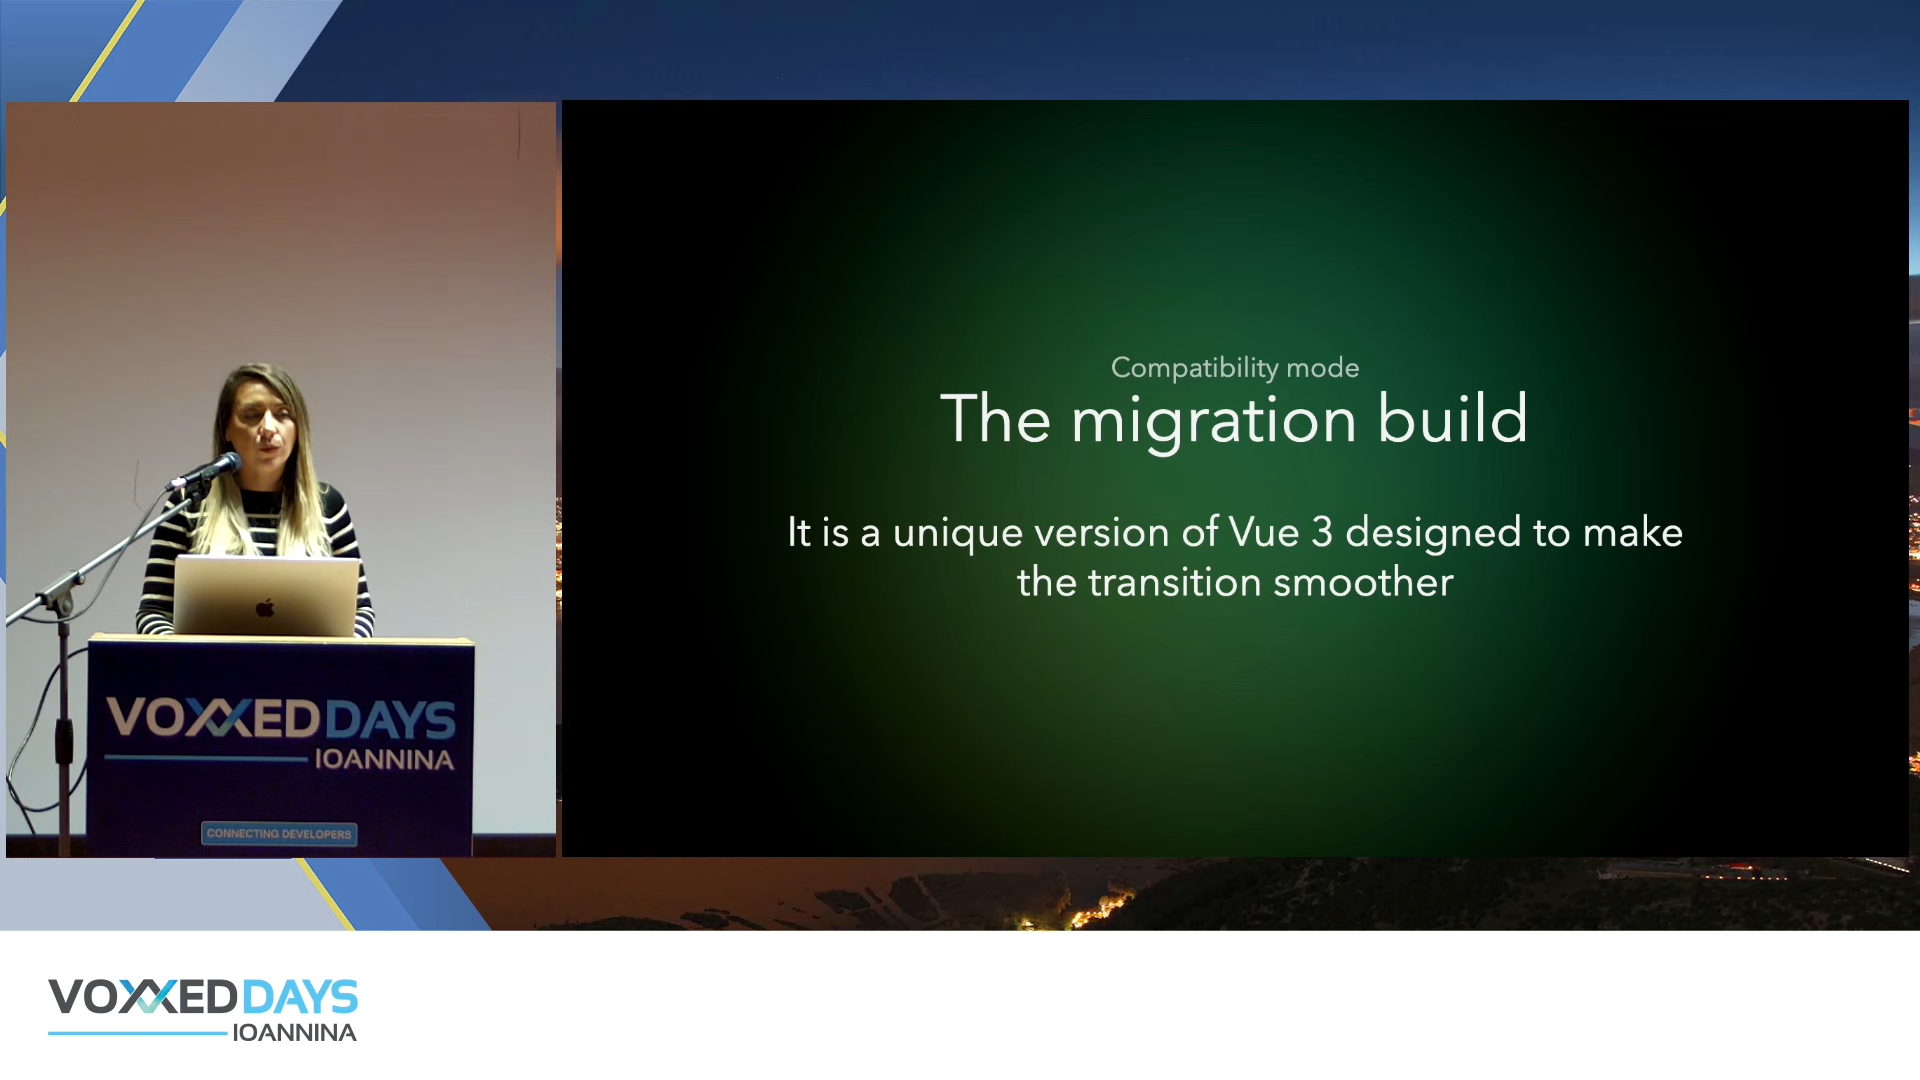 Compatibility mode
The migration build
It is a unique version of Vue 3 designed to make
the transition smoother
VOXXEDDAYS
IOANNINA
CONNECTING DEVELOPERS
VOXXEDDAYS
IOANNINA